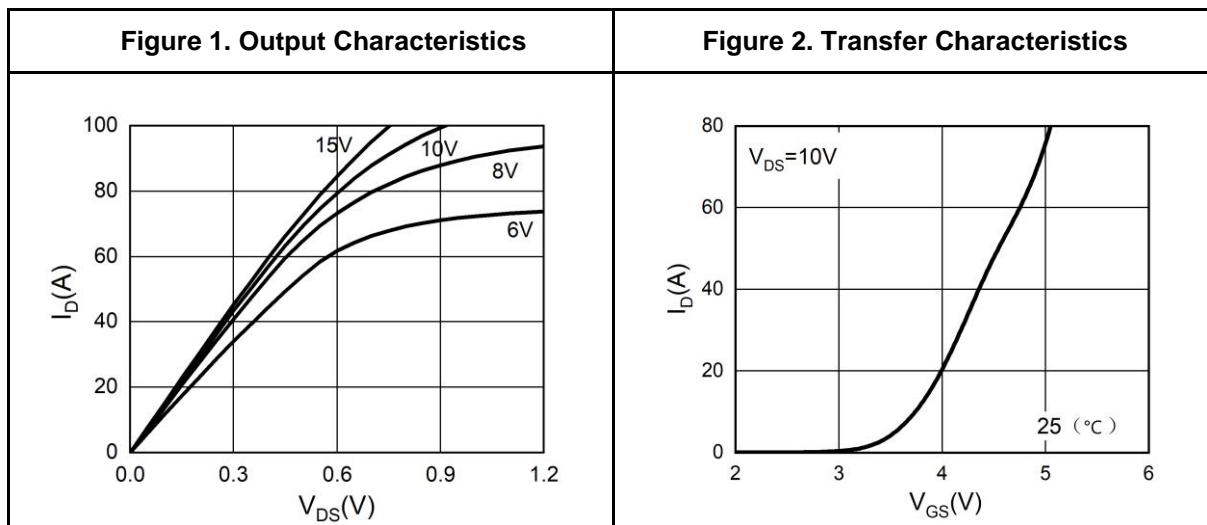 Figure 1. Output Characteristics
Figure 2. Transfer Characteristics
100
80
60
40
20
0
I_D(A)
15V
10V
8V
6V
0.0
0.3
0.6
0.9
1.2
V_DS(V)
80
60
40
20
0
I_D(A)
V_DS=10V
25（℃）
2
3
4
5
6
V_GS(V)